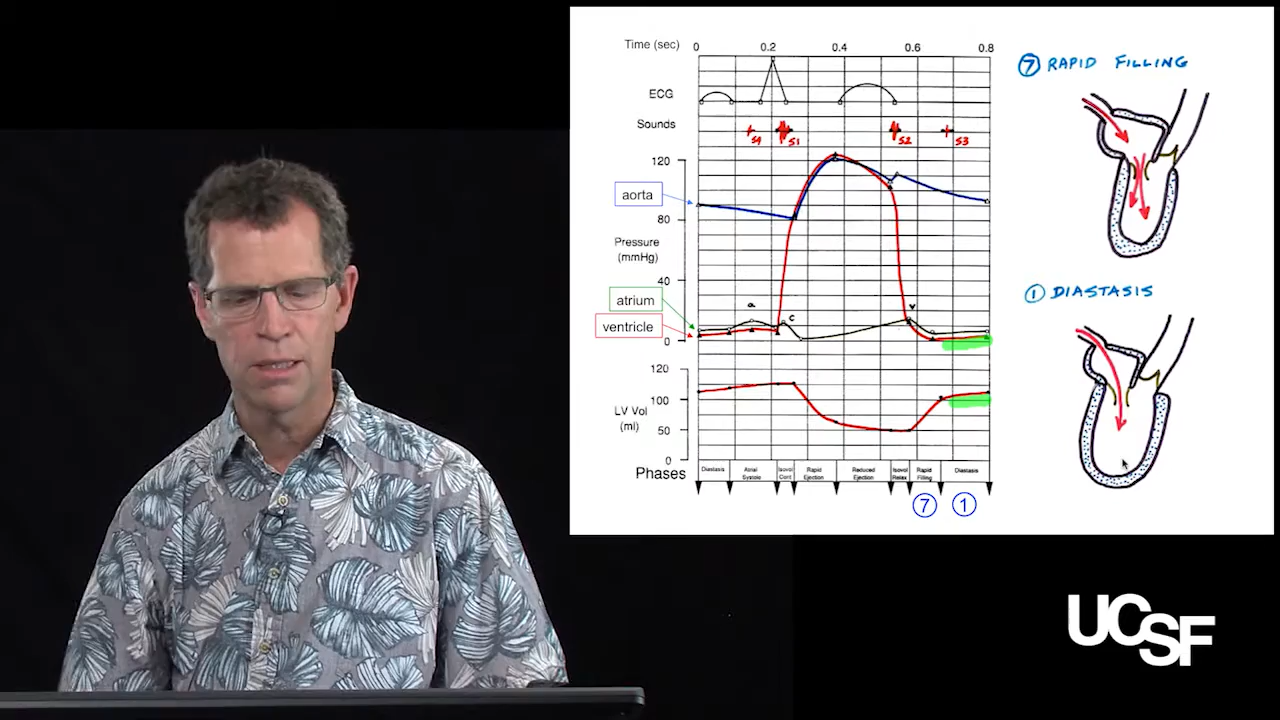 Time (sec) 0 0.2 0.4 0.6 0.8
ECG
Sounds
S4 S1 S2 S3
120
aorta
80
Pressure
(mmHg)
40
atrium
a c v
ventricle
0
120
100
LV Vol
(ml)
50
0
Phases
Diastasis Atrial Systole Isovol Cont Rapid Ejection Reduced Ejection Isovol Relax Rapid Filling Diastasis
7 1
7 RAPID FILLING
1 DIASTASIS
UCSF